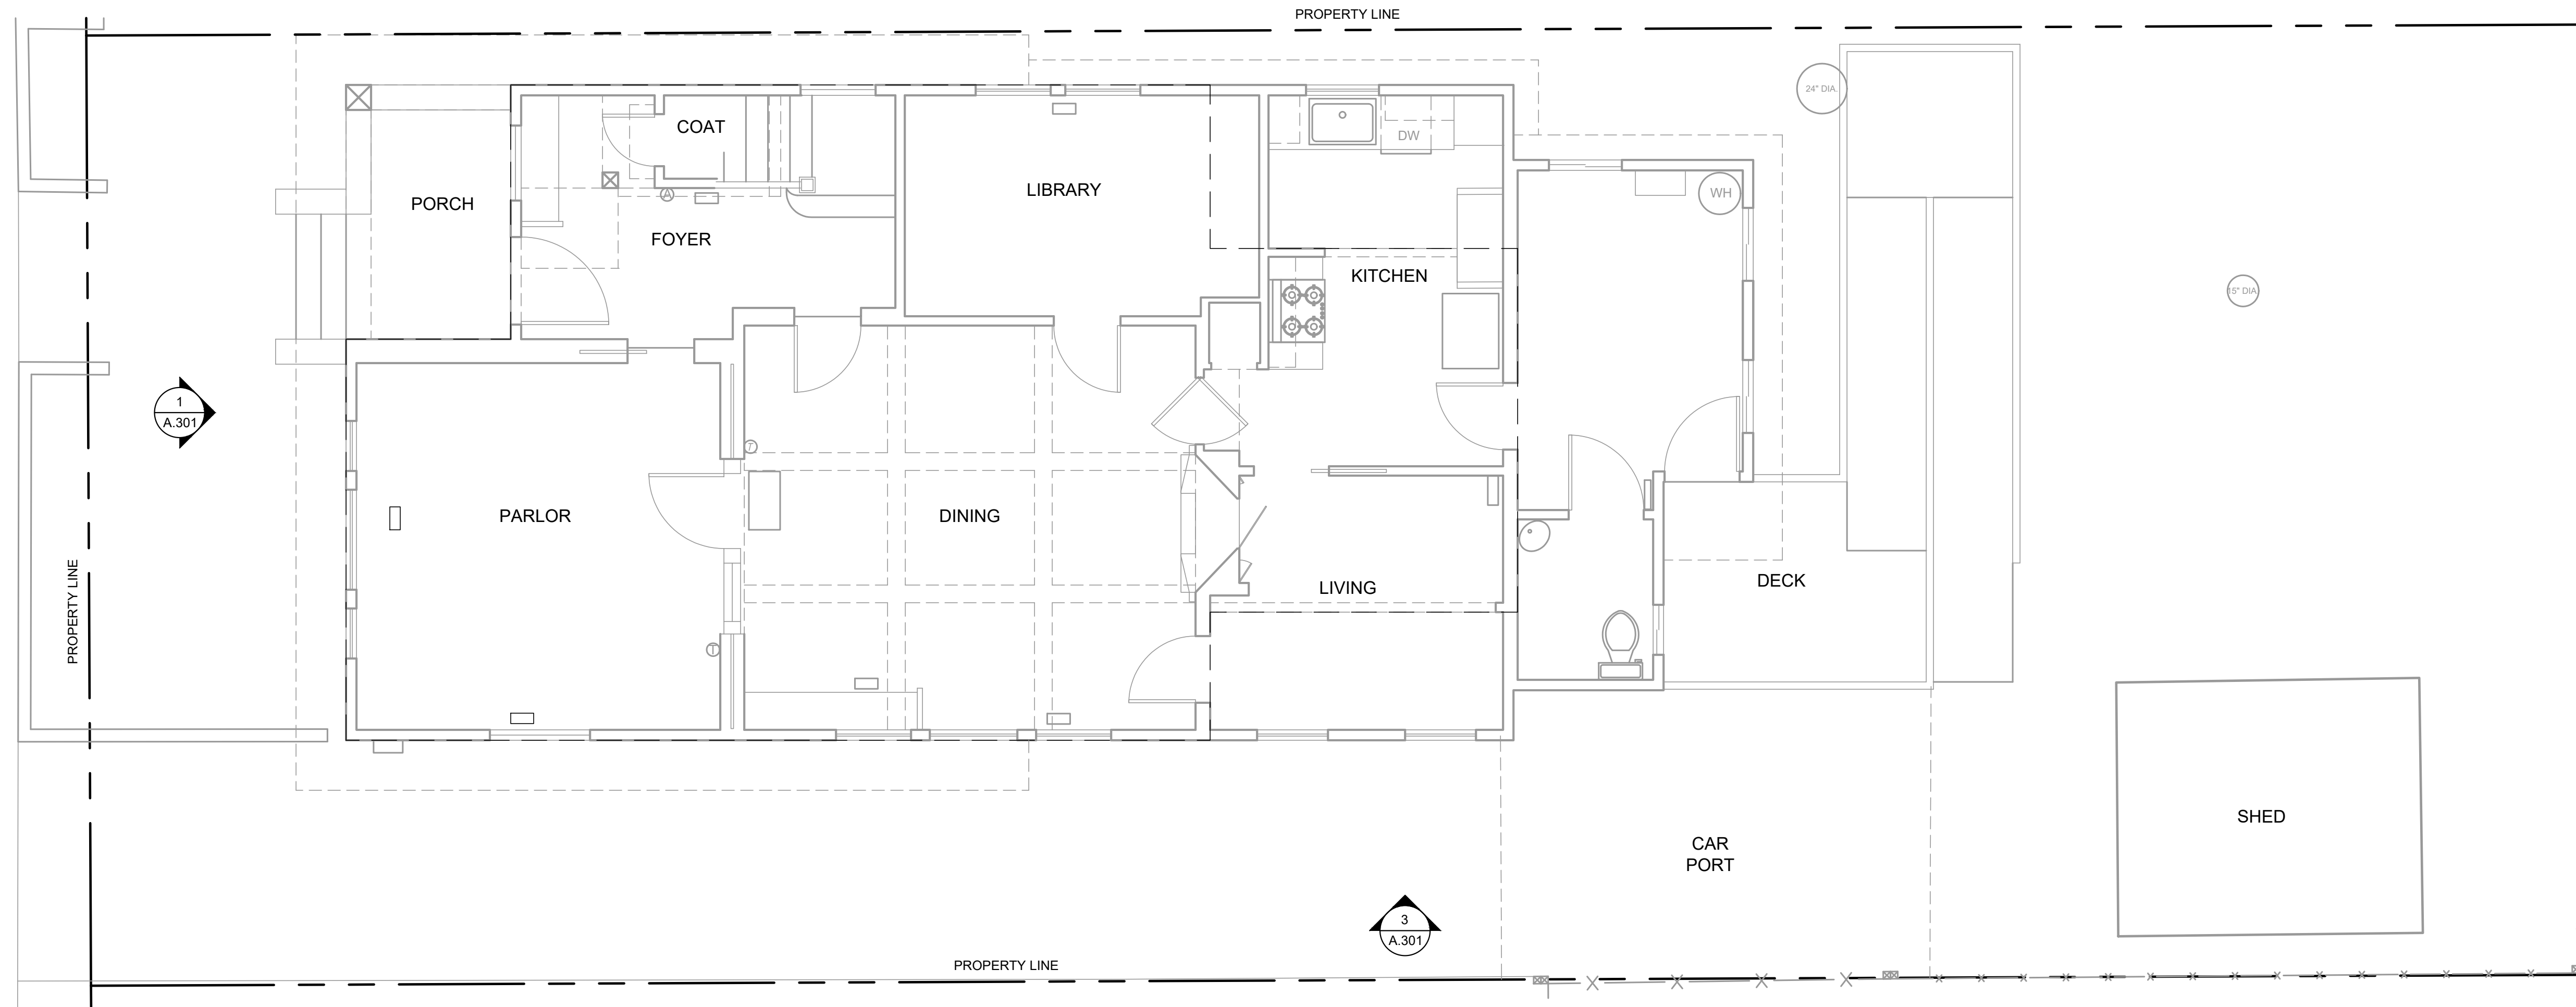 PROPERTY LINE
24" DIA.
COAT
DW
LIBRARY
WH
PORCH
FOYER
KITCHEN
15" DIA.
1
A.301
A
T
PARLOR
DINING
DECK
LIVING
PROPERTY LINE
T
SHED
CAR
PORT
3
A.301
PROPERTY LINE